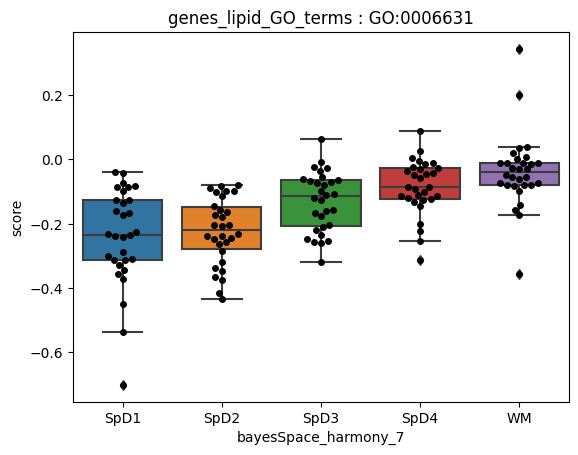 genes_lipid_GO_terms : GO:0006631
score
0.2
0.0
−0.2
−0.4
−0.6
SpD1 SpD2 SpD3 SpD4 WM
bayesSpace_harmony_7